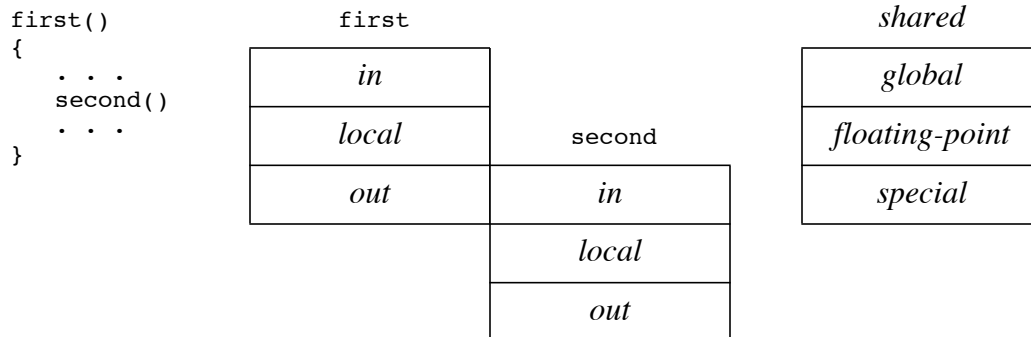 first()
{
. . .
second()
. . .
}
first
in
local
out
second
in
local
out
shared
global
floating-point
special